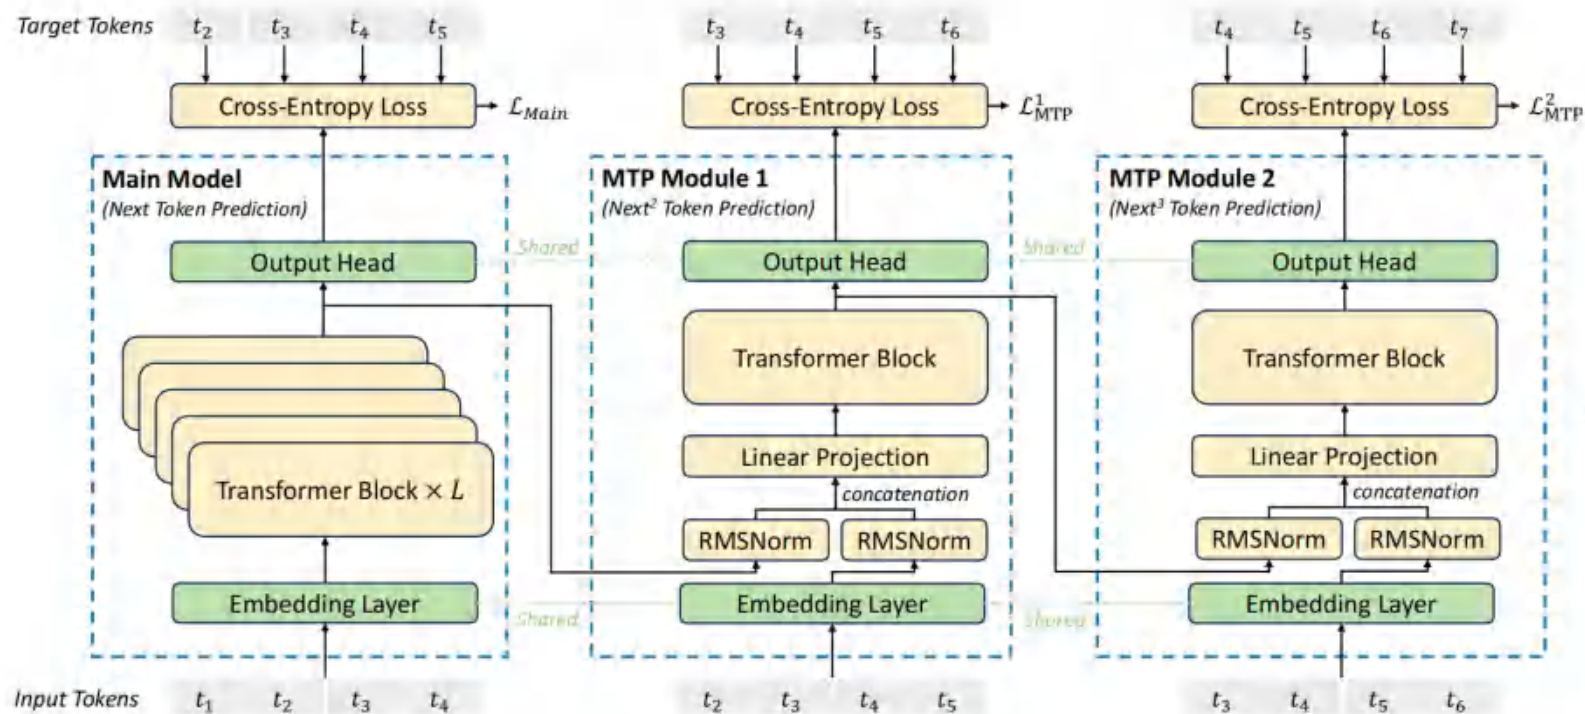 Target Tokens t₂ t₃ t₄ t₅ t₃ t₄ t₅ t₆ t₄ t₅ t₆ t₇
Cross-Entropy Loss ℒ_Main Cross-Entropy Loss ℒ¹_MTP Cross-Entropy Loss ℒ²_MTP
Main Model
(Next Token Prediction)
MTP Module 1
(Next² Token Prediction)
MTP Module 2
(Next³ Token Prediction)
Output Head Shared Output Head Shared Output Head
Transformer Block × L
Transformer Block
Transformer Block
Linear Projection
Linear Projection
concatenation
concatenation
RMSNorm RMSNorm
RMSNorm RMSNorm
Embedding Layer Shared Embedding Layer Shared Embedding Layer
Input Tokens t₁ t₂ t₃ t₄ t₂ t₃ t₄ t₅ t₃ t₄ t₅ t₆